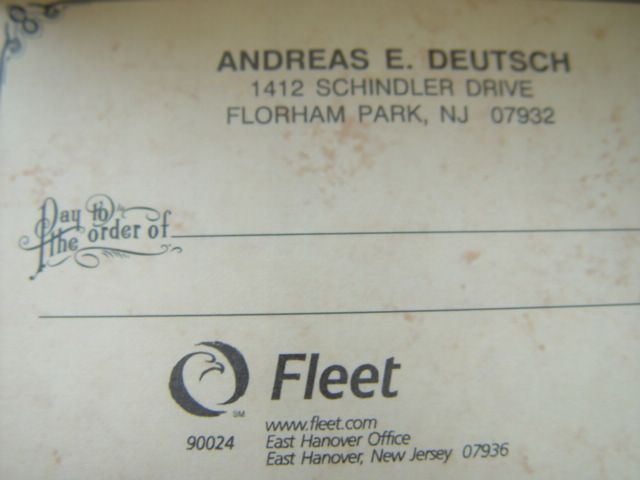 ANDREAS E. DEUTSCH
1412 SCHINDLER DRIVE
FLORHAM PARK, NJ 07932
Pay to
the order of
Fleet
SM
www.fleet.com
90024 East Hanover Office
East Hanover, New Jersey 07936